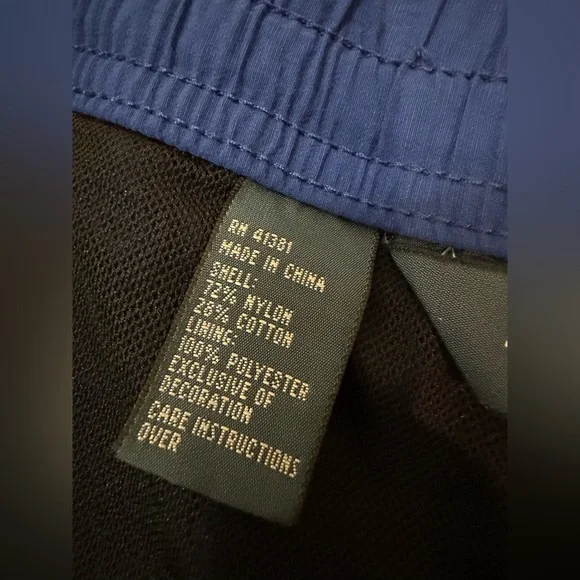 RN 41381
MADE IN CHINA
SHELL:
72% NYLON
28% COTTON
LINING:
100% POLYESTER
EXCLUSIVE OF
DECORATION
CARE INSTRUCTIONS
OVER